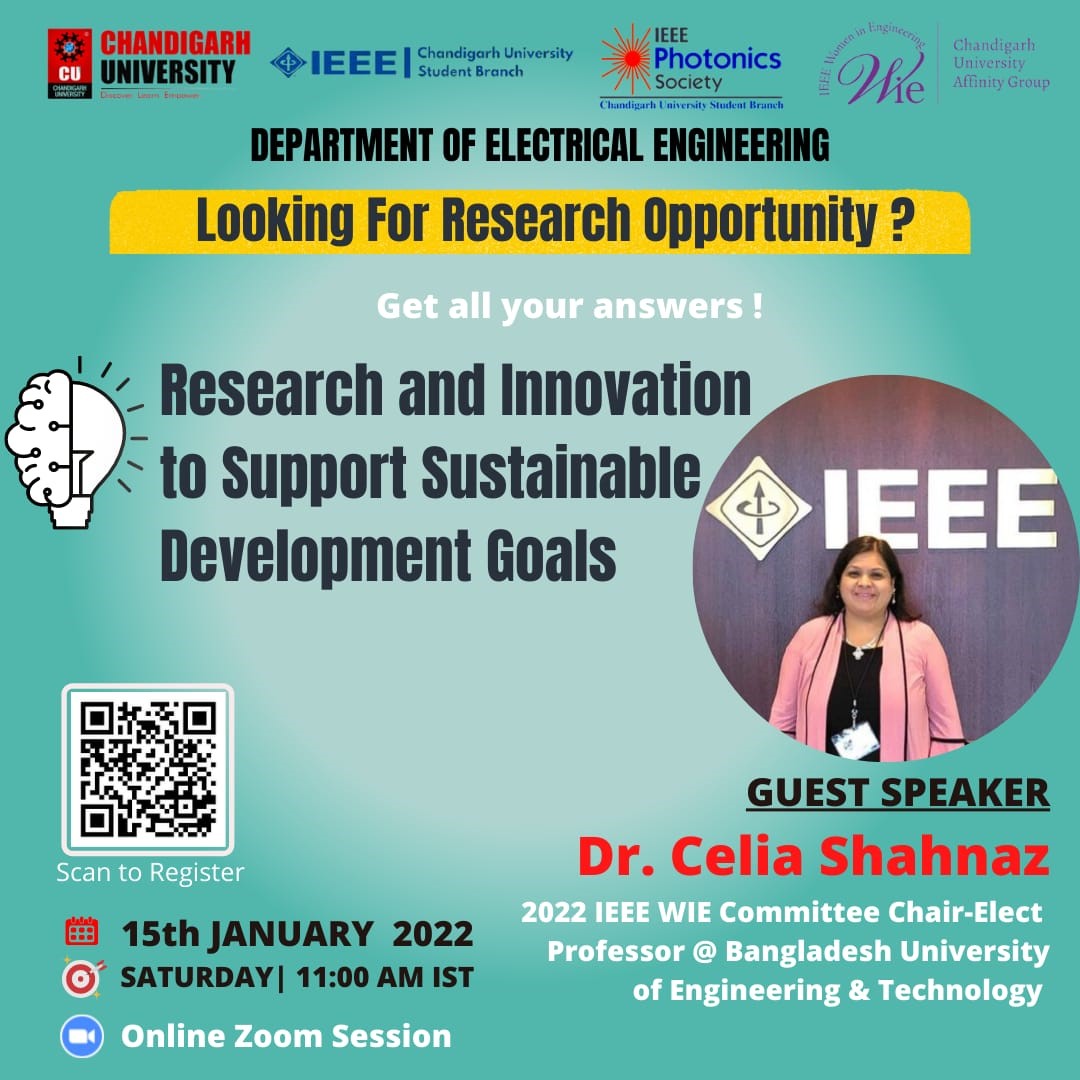 CHANDIGARH
UNIVERSITY
Discover. Learn. Empower.
CU
CHANDIGARH
UNIVERSITY
IEEE
Chandigarh University
Student Branch
IEEE
Photonics
Society
Chandigarh University Student Branch
IEEE Women in Engineering
Wie
Chandigarh
University
Affinity Group
DEPARTMENT OF ELECTRICAL ENGINEERING
Looking For Research Opportunity ?
Get all your answers !
Research and Innovation
to Support Sustainable
Development Goals
IEEE
Scan to Register
GUEST SPEAKER
Dr. Celia Shahnaz
2022 IEEE WIE Committee Chair-Elect
Professor @ Bangladesh University
of Engineering & Technology
15th JANUARY 2022
SATURDAY| 11:00 AM IST
Online Zoom Session